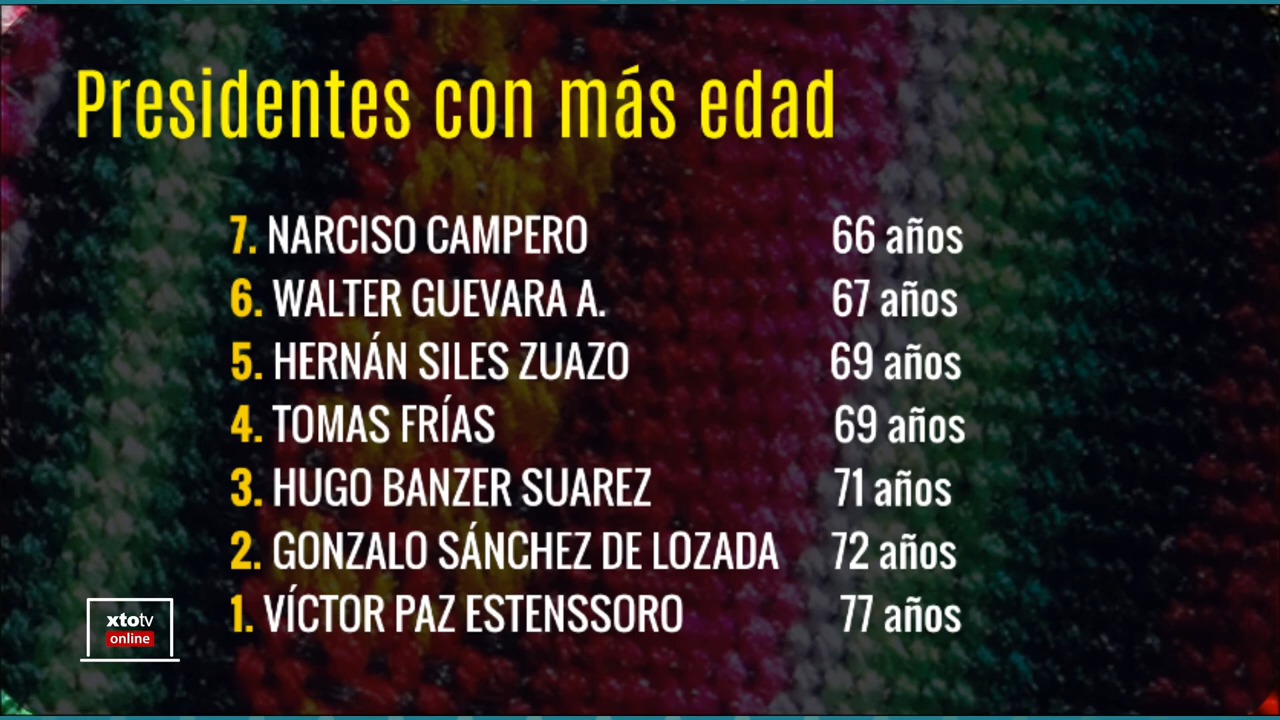 Presidentes con más edad
7. NARCISO CAMPERO 66 años
6. WALTER GUEVARA A. 67 años
5. HERNÁN SILES ZUAZO 69 años
4. TOMAS FRÍAS 69 años
3. HUGO BANZER SUAREZ 71 años
2. GONZALO SÁNCHEZ DE LOZADA 72 años
1. VÍCTOR PAZ ESTENSSORO 77 años
xtotv
online